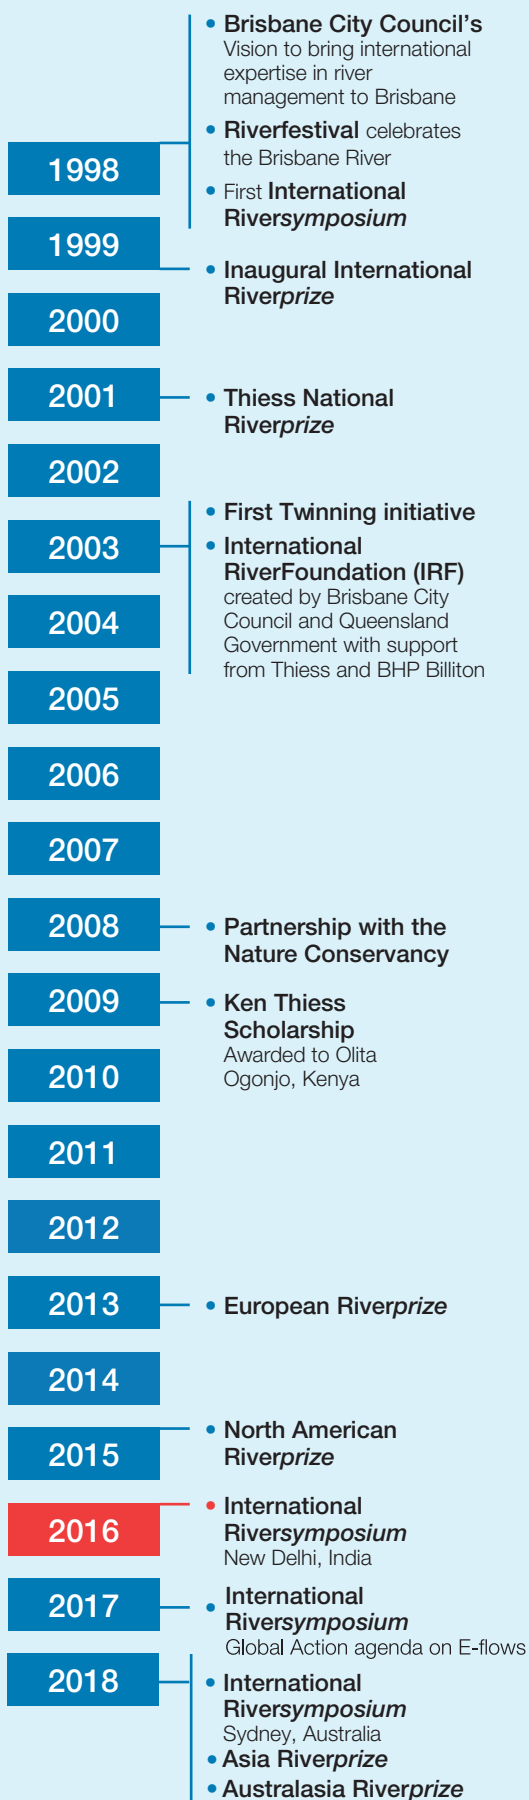 Brisbane City Council's
Vision to bring international
expertise in river
management to Brisbane
Riverfestival celebrates
the Brisbane River
First International
Riversymposium
1998
1999
Inaugural International
Riverprize
2000
2001
Thiess National
Riverprize
2002
First Twinning initiative
2003
International
RiverFoundation (IRF)
created by Brisbane City
Council and Queensland
Government with support
from Thiess and BHP Billiton
2004
2005
2006
2007
2008
Partnership with the
Nature Conservancy
2009
Ken Thiess
Scholarship
Awarded to Olita
Ogonjo, Kenya
2010
2011
2012
2013
European Riverprize
2014
2015
North American
Riverprize
2016
International
Riversymposium
New Delhi, India
2017
International
Riversymposium
Global Action agenda on E-flows
2018
International
Riversymposium
Sydney, Australia
Asia Riverprize
Australasia Riverprize